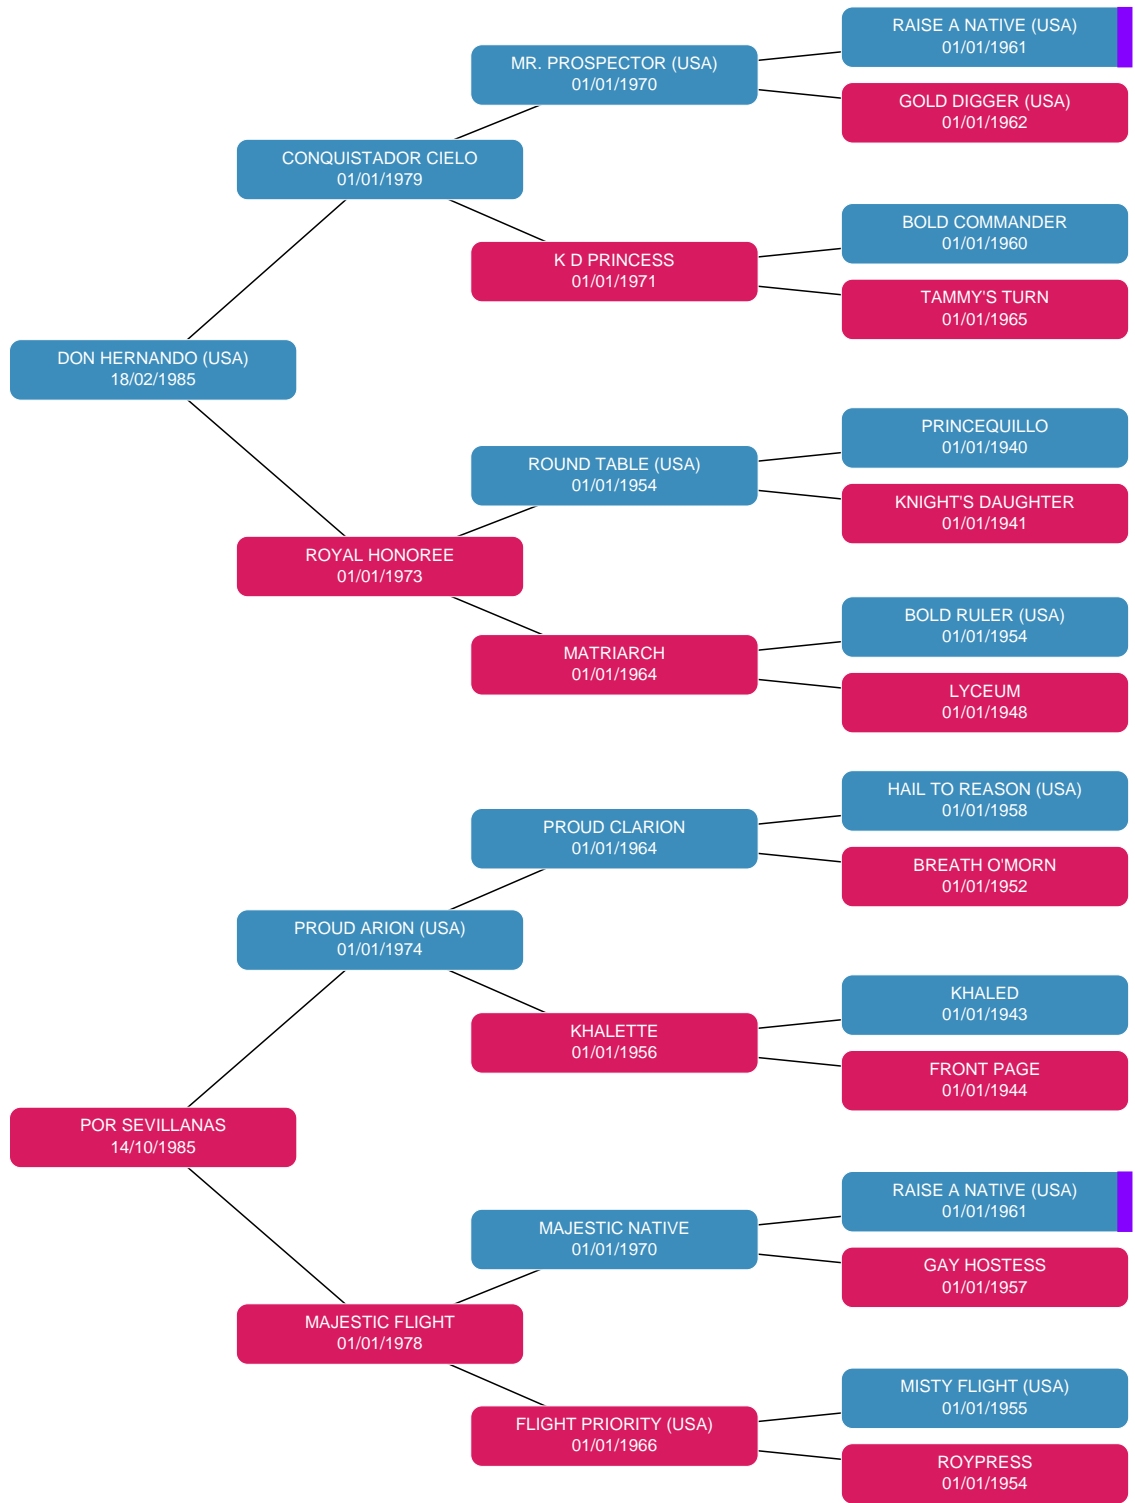 RAISE A NATIVE (USA)
01/01/1961
MR. PROSPECTOR (USA)
01/01/1970
GOLD DIGGER (USA)
01/01/1962
CONQUISTADOR CIELO
01/01/1979
BOLD COMMANDER
01/01/1960
K D PRINCESS
01/01/1971
TAMMY'S TURN
01/01/1965
DON HERNANDO (USA)
18/02/1985
PRINCEQUILLO
01/01/1940
ROUND TABLE (USA)
01/01/1954
KNIGHT'S DAUGHTER
01/01/1941
ROYAL HONOREE
01/01/1973
BOLD RULER (USA)
01/01/1954
MATRIARCH
01/01/1964
LYCEUM
01/01/1948
HAIL TO REASON (USA)
01/01/1958
PROUD CLARION
01/01/1964
BREATH O'MORN
01/01/1952
PROUD ARION (USA)
01/01/1974
KHALED
01/01/1943
KHALETTE
01/01/1956
FRONT PAGE
01/01/1944
POR SEVILLANAS
14/10/1985
RAISE A NATIVE (USA)
01/01/1961
MAJESTIC NATIVE
01/01/1970
GAY HOSTESS
01/01/1957
MAJESTIC FLIGHT
01/01/1978
MISTY FLIGHT (USA)
01/01/1955
FLIGHT PRIORITY (USA)
01/01/1966
ROYPRESS
01/01/1954